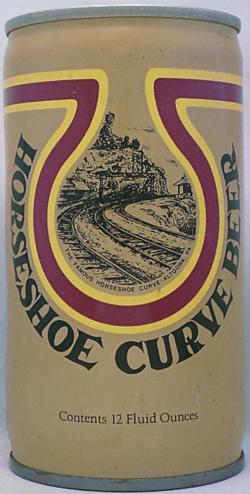 HORSESHOE CURVE BEER
THE FAMOUS HORSESHOE CURVE - ALTOONA, PA.
Contents 12 Fluid Ounces